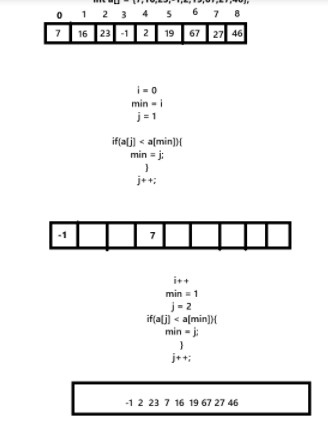 0 1 2 3 4 5 6 7 8
7 16 23 -1 2 19 67 27 46
i = 0
min = i
j = 1
if(a[j] < a[min]){
min = j;
}
j++;
-1 7
i++
min = 1
j = 2
if(a[j] < a[min]){
min = j;
}
j++;
-1 2 23 7 16 19 67 27 46